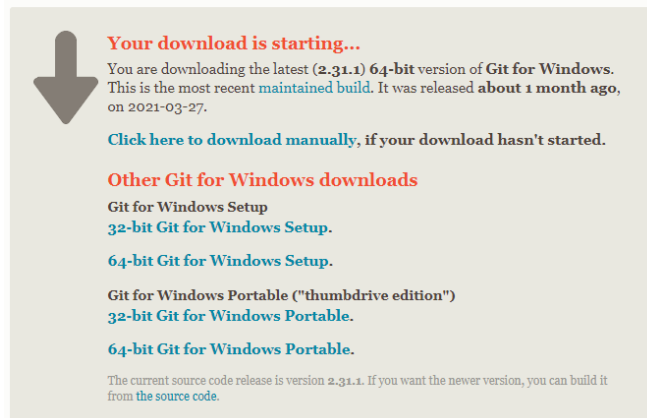 Your download is starting...
You are downloading the latest (2.31.1) 64-bit version of Git for Windows.
This is the most recent maintained build. It was released about 1 month ago,
on 2021-03-27.
Click here to download manually, if your download hasn't started.
Other Git for Windows downloads
Git for Windows Setup
32-bit Git for Windows Setup.
64-bit Git for Windows Setup.
Git for Windows Portable ("thumbdrive edition")
32-bit Git for Windows Portable.
64-bit Git for Windows Portable.
The current source code release is version 2.31.1. If you want the newer version, you can build it
from the source code.